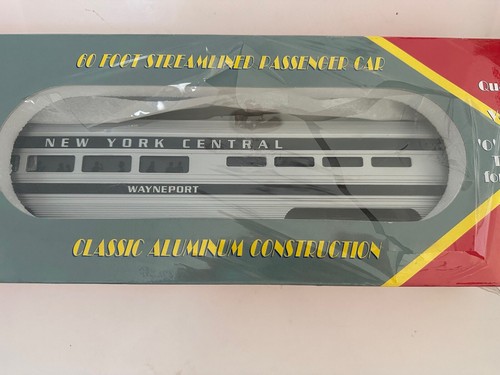 60 FOOT STREAMLINED PASSENGER CAR
NEW YORK CENTRAL
WAYNEPORT
CLASSIC ALUMINUM CONSTRUCTION